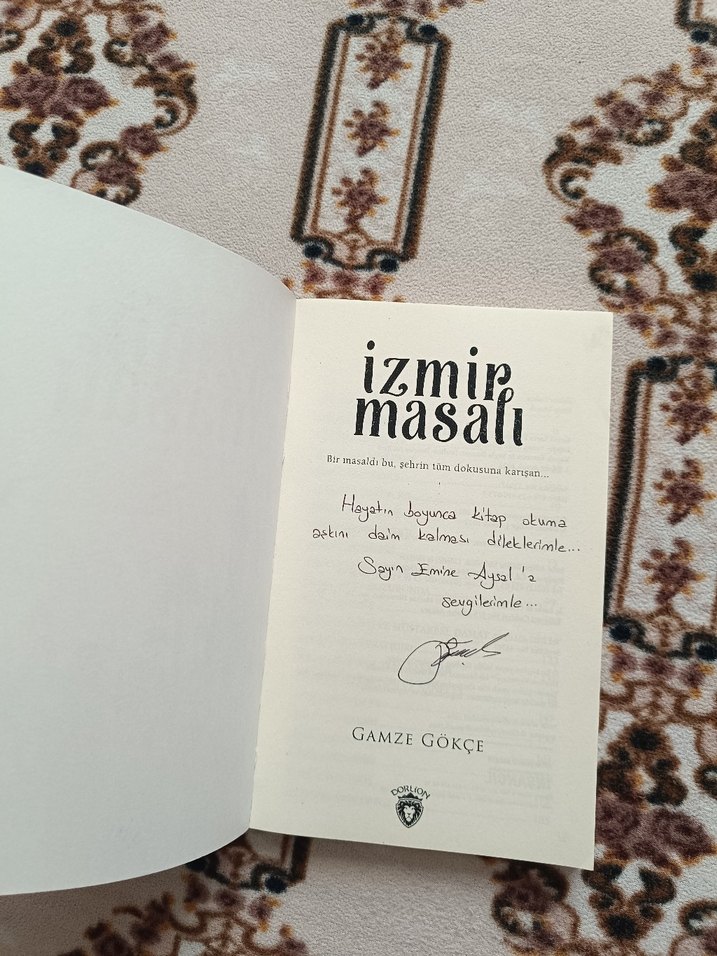 izmir
masalı
Bir masaldı bu, şehrin tüm dokusuna karışan...
Hayatın boyunca kitap okuma
aşkını daim kalması dileklerimle...
Sayın Emine Aysal'a
sevgilerimle...
GAMZE GÖKÇE
DORLION